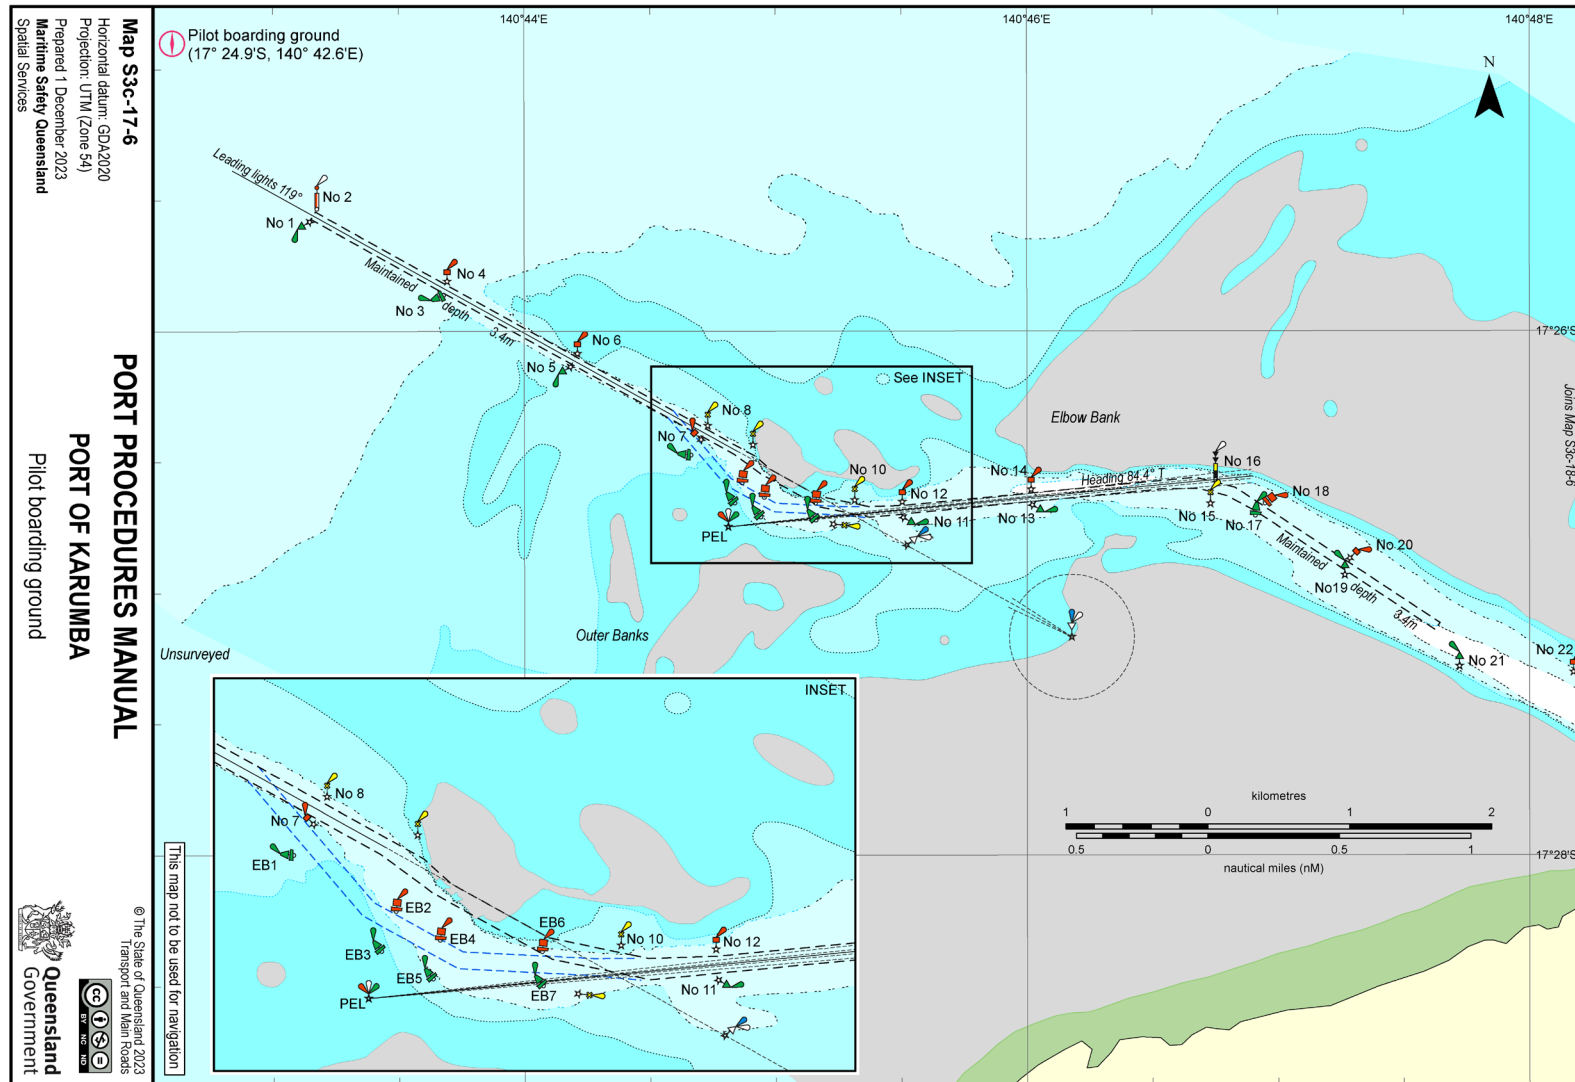 Map S3c-17-6
Horizontal datum: GDA2020
Projection: UTM (Zone 54)
Prepared 1 December 2023
Maritime Safety Queensland
Spatial Services
PORT PROCEDURES MANUAL
PORT OF KARUMBA
Pilot boarding ground
© The State of Queensland 2023
Transport and Main Roads
cc
BY NC ND
Queensland
Government
This map not to be used for navigation
140°44'E
140°46'E
140°48'E
Pilot boarding ground
(17° 24.9'S, 140° 42.6'E)
N
Leading lights 119°
No 2
No 1
No 4
Maintained depth 3.4m
No 3
No 6
No 5
17°26'S
See INSET
Joins Map S3c-18-6
No 8
No 7
Elbow Bank
No 10
No 14
Heading 84.4° T
No 16
No 12
No 18
No 11
No 13
No 15
No 17
PEL
No 20
Maintained depth 3.4m
No19
Outer Banks
Unsurveyed
No 21
No 22
INSET
No 8
No 7
EB1
EB2
EB4
EB6
No 10
No 12
EB3
EB5
EB7
No 11
PEL
kilometres
1 0 1 2
0.5 0 0.5 1
nautical miles (nM)
17°28'S